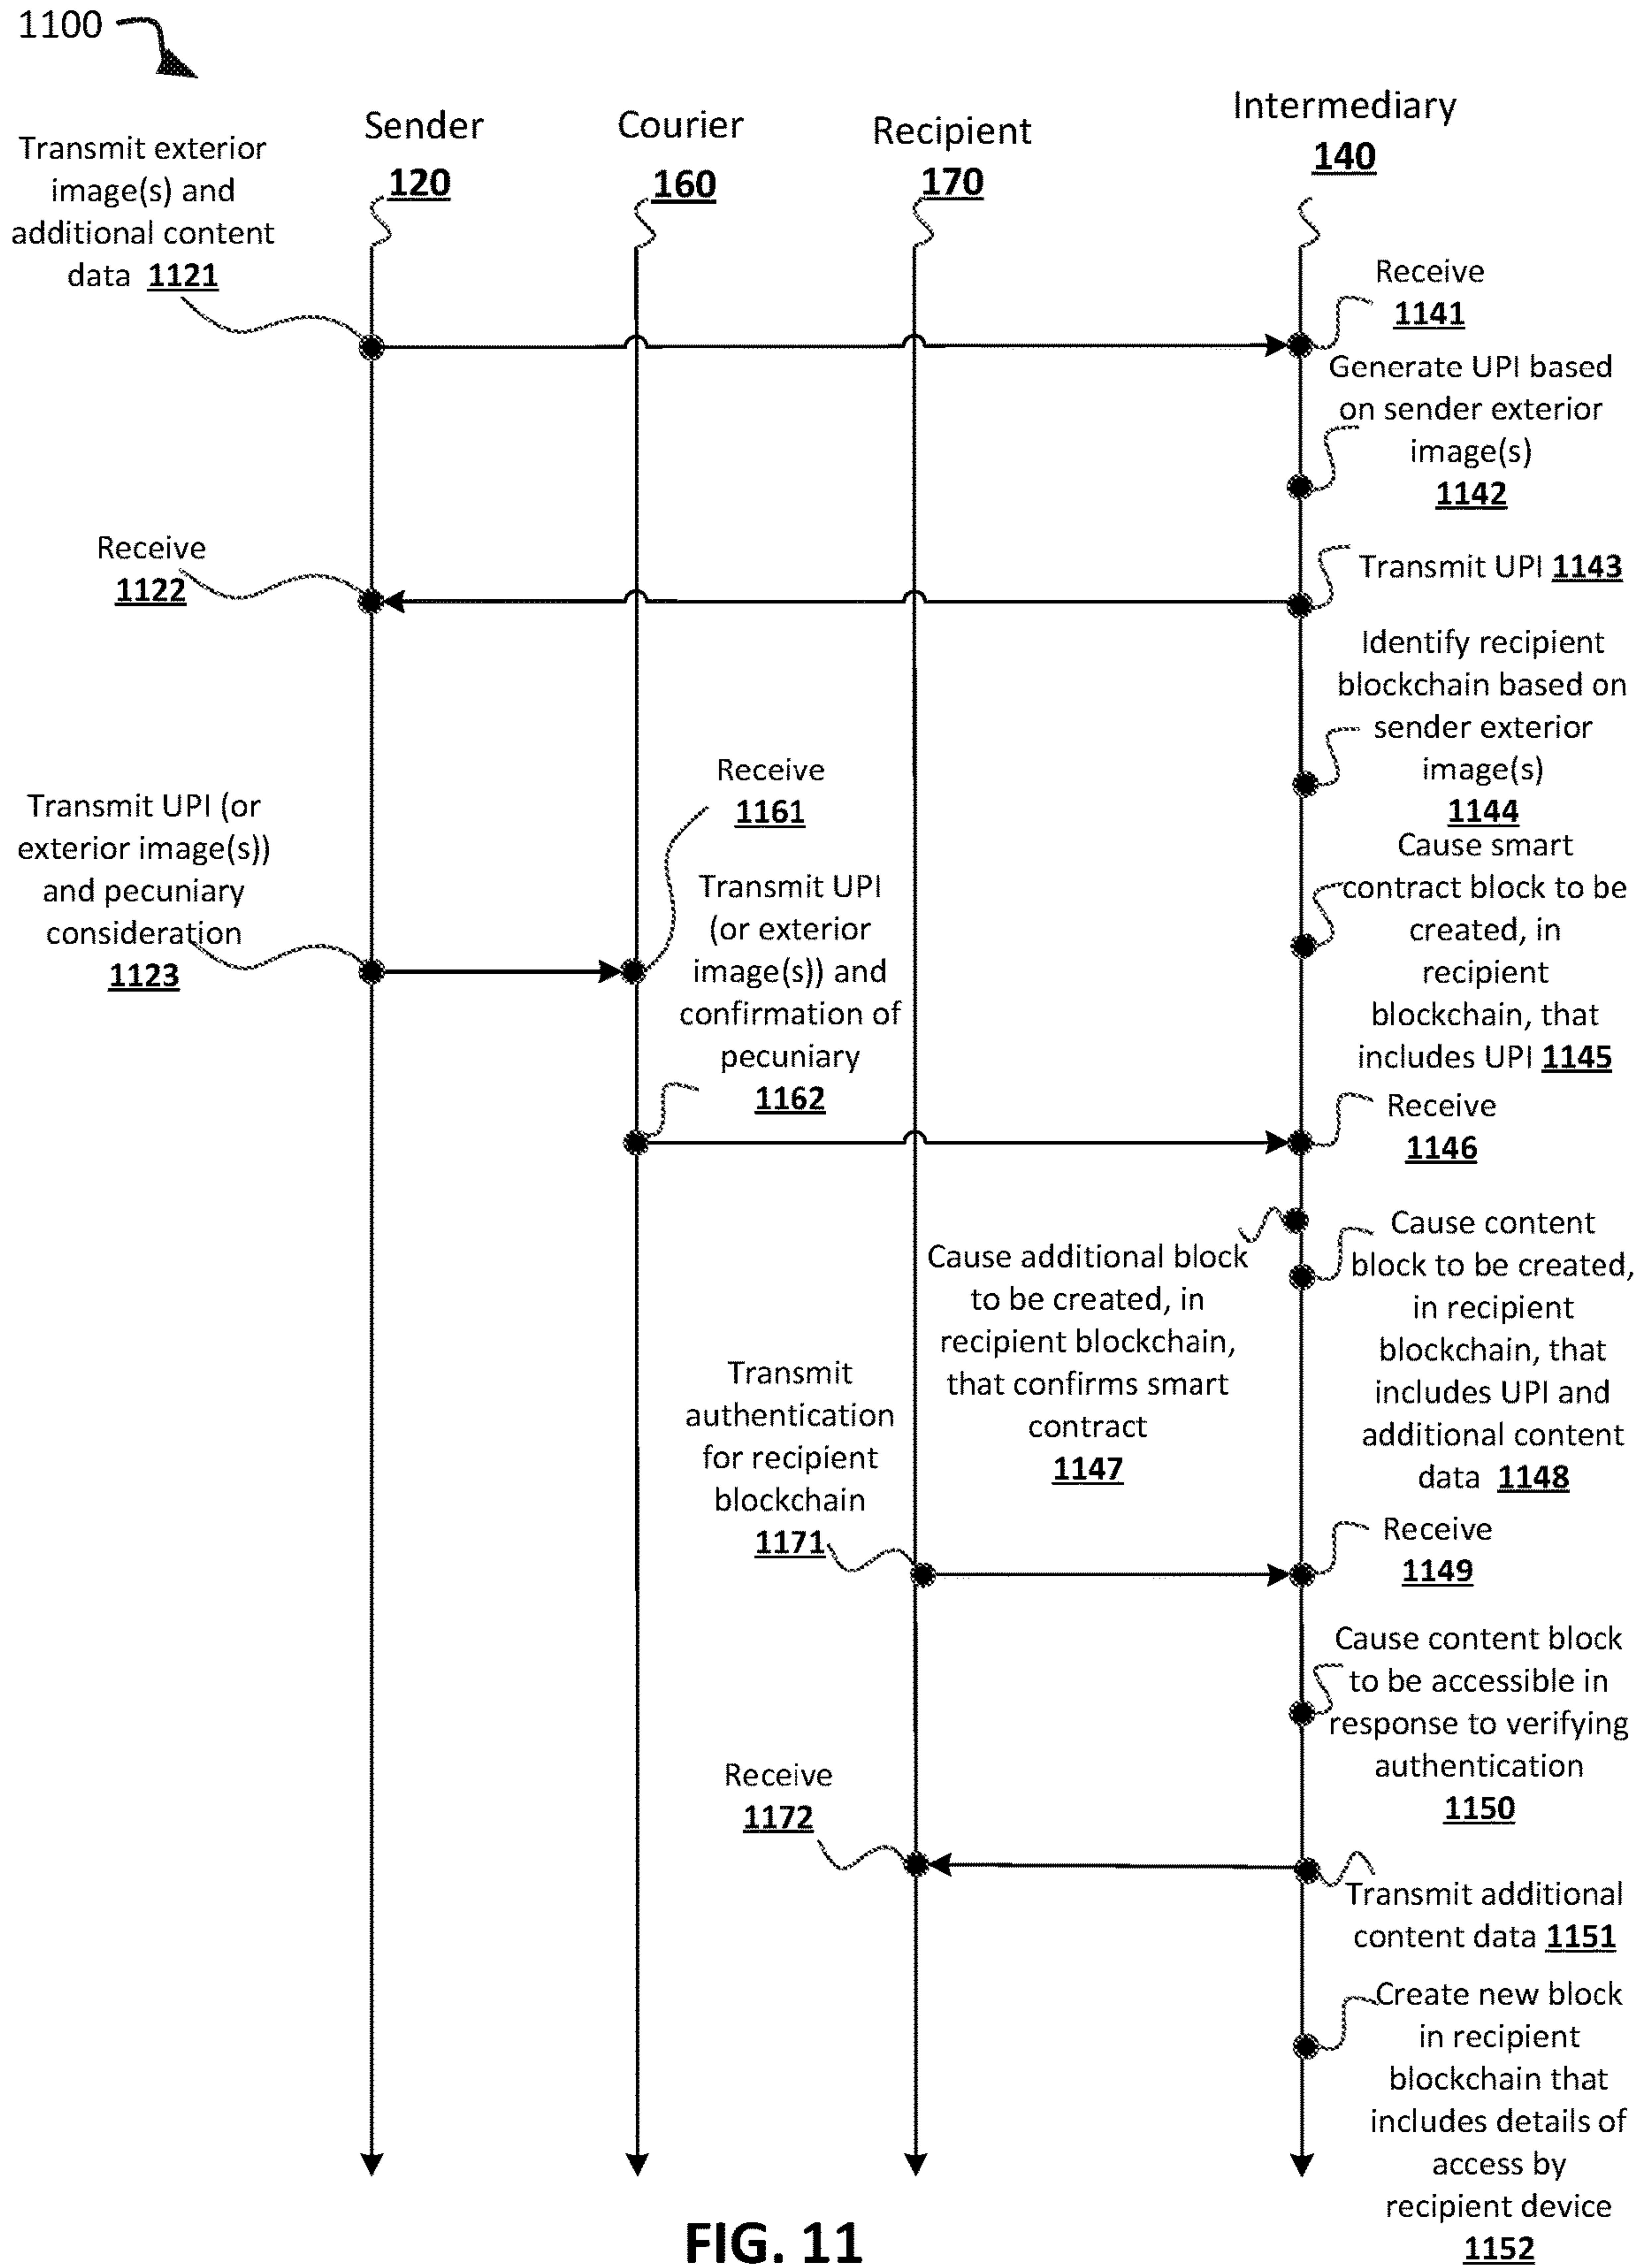 1100
Sender
120
Courier
160
Recipient
170
Intermediary
140
Transmit exterior
image(s) and
additional content
data 1121
Receive
1141
Generate UPI based
on sender exterior
image(s)
1142
Receive
1122
Transmit UPI 1143
Identify recipient
blockchain based on
sender exterior
image(s)
1144
Transmit UPI (or
exterior image(s))
and pecuniary
consideration
1123
Receive
1161
Cause smart
contract block to be
created, in
recipient
blockchain, that
includes UPI 1145
Transmit UPI
(or exterior
image(s)) and
confirmation of
pecuniary
1162
Receive
1146
Cause additional block
to be created, in
recipient blockchain,
that confirms smart
contract
1147
Cause content
block to be created,
in recipient
blockchain, that
includes UPI and
additional content
data 1148
Transmit
authentication
for recipient
blockchain
1171
Receive
1149
Cause content block
to be accessible in
response to verifying
authentication
1150
Receive
1172
Transmit additional
content data 1151
Create new block
in recipient
blockchain that
includes details of
access by
recipient device
1152
FIG. 11